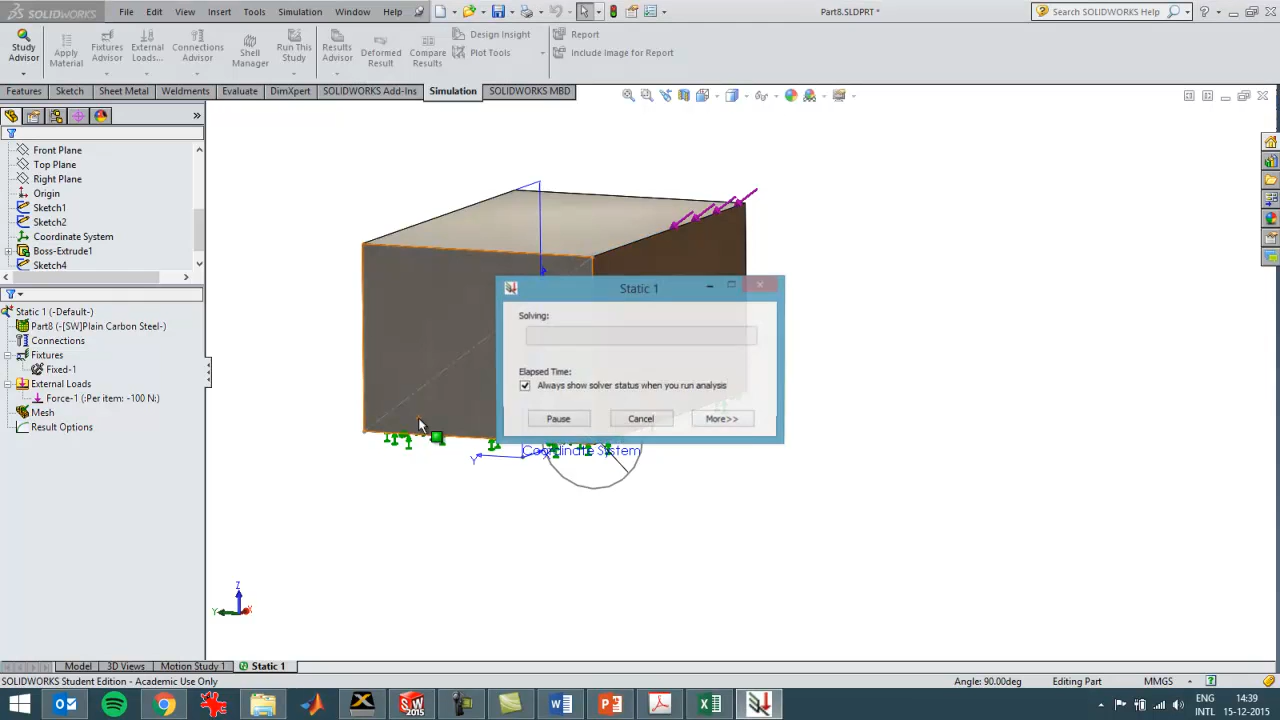 SOLIDWORKS
File Edit View Insert Tools Simulation Window Help
Part8.SLDPRT *
Search SOLIDWORKS Help
Study Advisor
Apply Material
Fixtures Advisor
External Loads...
Connections Advisor
Shell Manager
Run This Study
Results Advisor
Deformed Result
Compare Results
Design Insight
Plot Tools
Report
Include Image for Report
Features Sketch Sheet Metal Weldments Evaluate DimXpert SOLIDWORKS Add-Ins Simulation SOLIDWORKS MBD
Front Plane
Top Plane
Right Plane
Origin
Sketch1
Sketch2
Coordinate System
Boss-Extrude1
Sketch4
Static 1 (-Default-)
Part8 (-[SW]Plain Carbon Steel-)
Connections
Fixtures
Fixed-1
External Loads
Force-1 (:Per item: -100 N:)
Mesh
Result Options
Static 1
Solving:
Elapsed Time:
Always show solver status when you run analysis
Pause Cancel More>>
Coordinate System
Y
Z
Y X
Model 3D Views Motion Study 1 Static 1
SOLIDWORKS Student Edition - Academic Use Only
Angle: 90.00deg Editing Part MMGS
SW 2015
ENG 14:39
INTL 15-12-2015